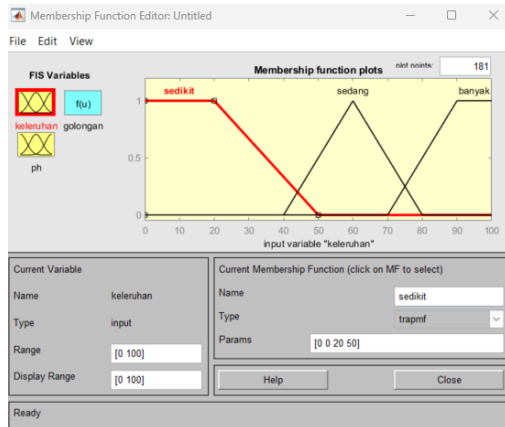 Membership Function Editor: Untitled
File Edit View
FIS Variables
f(u)
keleruhan golongan
ph
Membership function plots
plot points: 181
sedikit sedang banyak
1
0.5
0
0 10 20 30 40 50 60 70 80 90 100
input variable "keleruhan"
Current Variable
Name keleruhan
Type input
Range [0 100]
Display Range [0 100]
Current Membership Function (click on MF to select)
Name sedikit
Type trapmf
Params [0 0 20 50]
Help Close
Ready